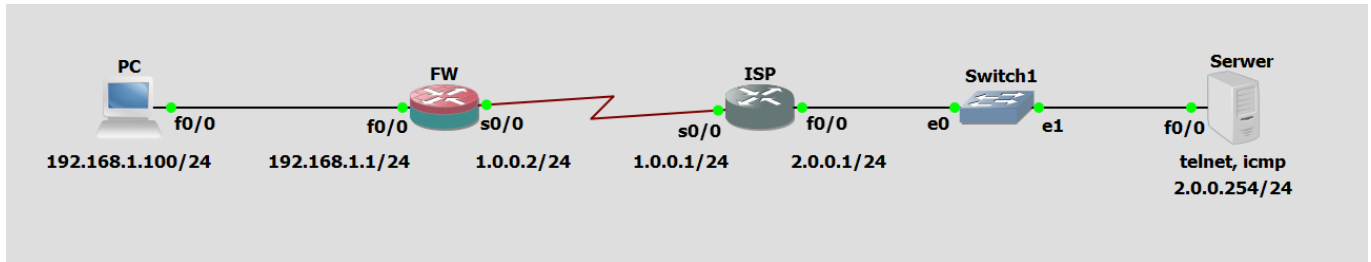 PC
FW
ISP
Switch1
Serwer
f0/0
f0/0
s0/0
s0/0
f0/0
e0
e1
f0/0
192.168.1.100/24
192.168.1.1/24
1.0.0.2/24
1.0.0.1/24
2.0.0.1/24
telnet, icmp
2.0.0.254/24